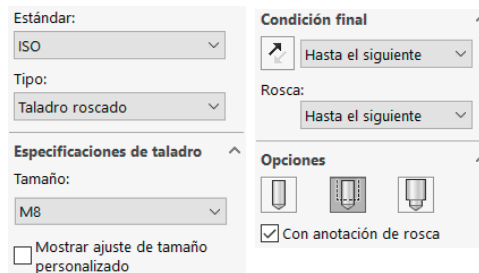 Estándar:
ISO
Tipo:
Taladro roscado
Especificaciones de taladro
Tamaño:
M8
Mostrar ajuste de tamaño
personalizado
Condición final
Hasta el siguiente
Rosca:
Hasta el siguiente
Opciones
Con anotación de rosca